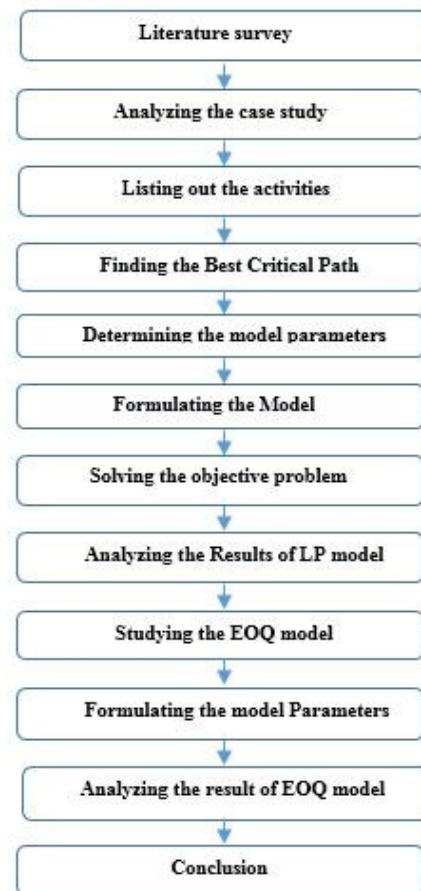 Literature survey
Analyzing the case study
Listing out the activities
Finding the Best Critical Path
Determining the model parameters
Formulating the Model
Solving the objective problem
Analyzing the Results of LP model
Studying the EOQ model
Formulating the model Parameters
Analyzing the result of EOQ model
Conclusion